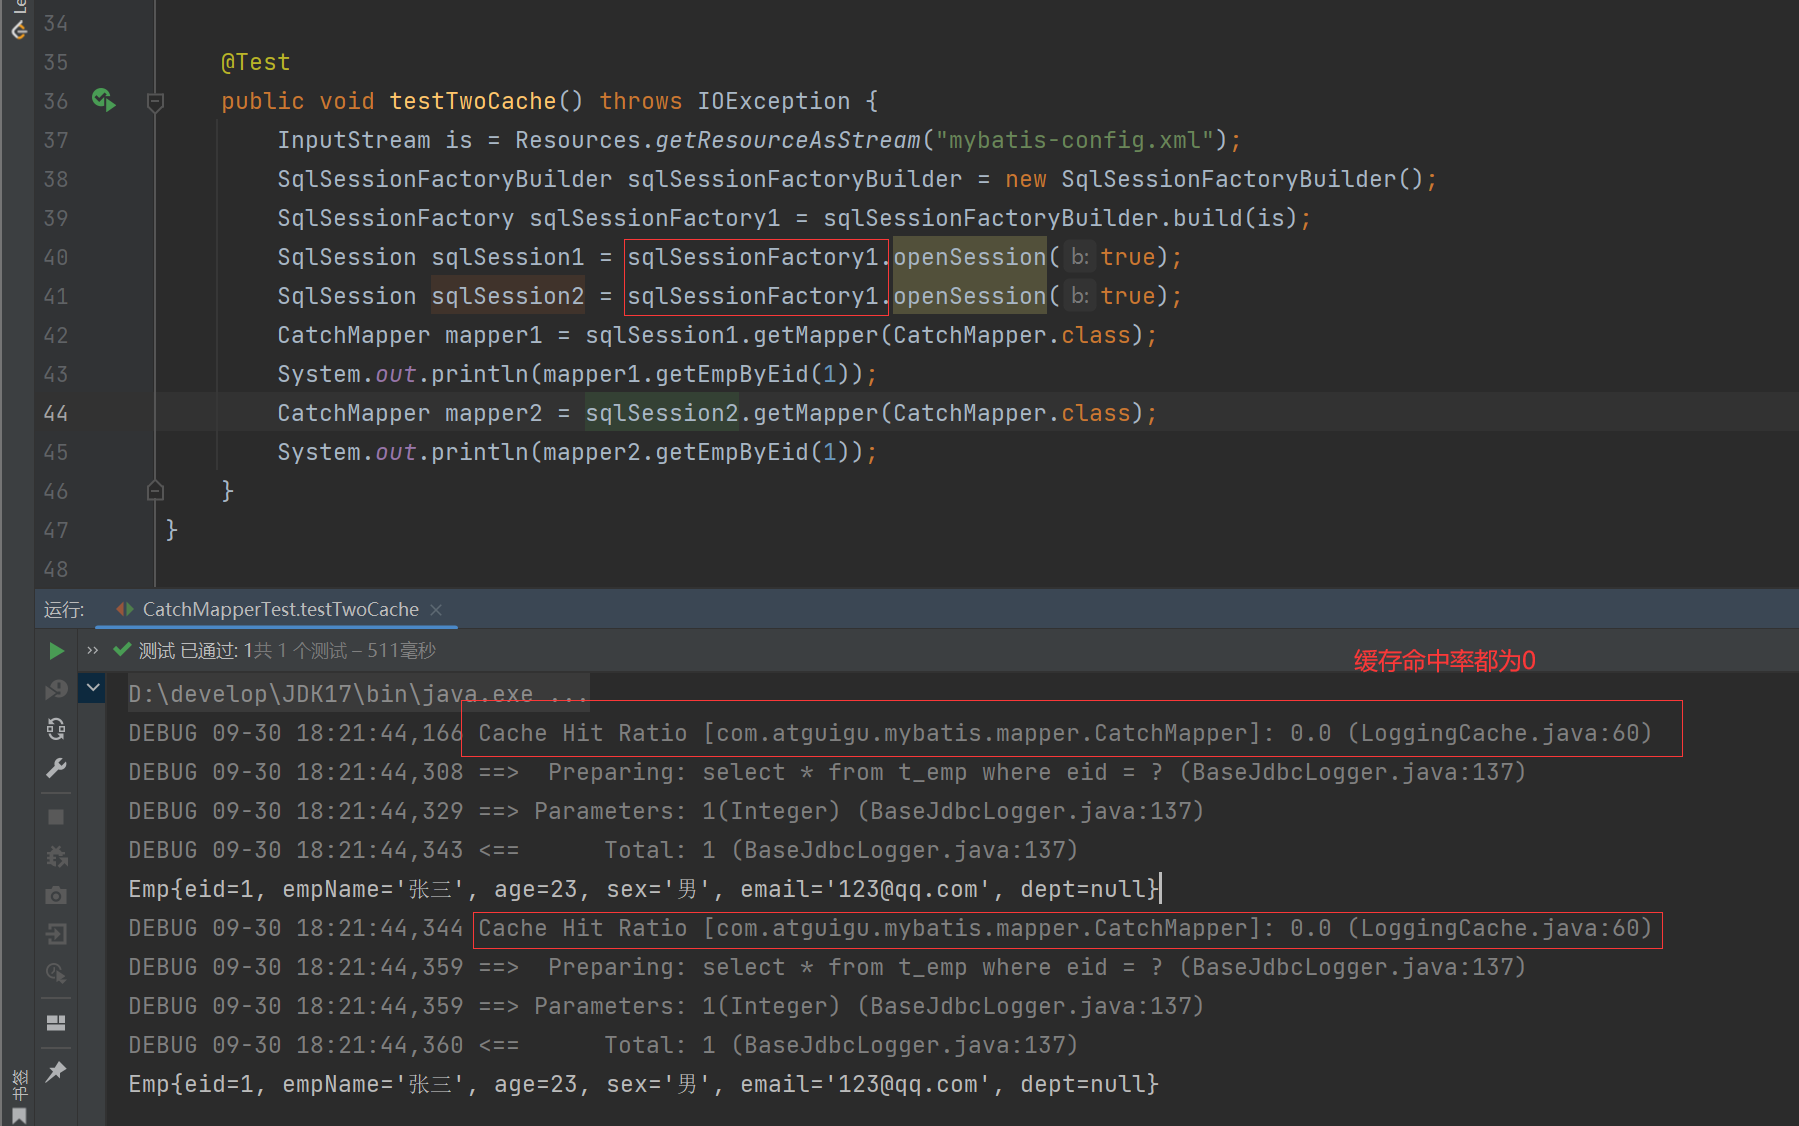 Le
34
35 @Test
36 public void testTwoCache() throws IOException {
37 InputStream is = Resources.getResourceAsStream("mybatis-config.xml");
38 SqlSessionFactoryBuilder sqlSessionFactoryBuilder = new SqlSessionFactoryBuilder();
39 SqlSessionFactory sqlSessionFactory1 = sqlSessionFactoryBuilder.build(is);
40 SqlSession sqlSession1 = sqlSessionFactory1.openSession( b: true);
41 SqlSession sqlSession2 = sqlSessionFactory1.openSession( b: true);
42 CatchMapper mapper1 = sqlSession1.getMapper(CatchMapper.class);
43 System.out.println(mapper1.getEmpByEid(1));
44 CatchMapper mapper2 = sqlSession2.getMapper(CatchMapper.class);
45 System.out.println(mapper2.getEmpByEid(1));
46 }
47 }
48
运行: CatchMapperTest.testTwoCache ×
» 测试 已通过: 1共 1 个测试 – 511毫秒
缓存命中率都为0
D:\develop\JDK17\bin\java.exe ...
DEBUG 09-30 18:21:44,166 Cache Hit Ratio [com.atguigu.mybatis.mapper.CatchMapper]: 0.0 (LoggingCache.java:60)
DEBUG 09-30 18:21:44,308 ==>  Preparing: select * from t_emp where eid = ? (BaseJdbcLogger.java:137)
DEBUG 09-30 18:21:44,329 ==> Parameters: 1(Integer) (BaseJdbcLogger.java:137)
DEBUG 09-30 18:21:44,343 <==      Total: 1 (BaseJdbcLogger.java:137)
Emp{eid=1, empName='张三', age=23, sex='男', email='123@qq.com', dept=null}
DEBUG 09-30 18:21:44,344 Cache Hit Ratio [com.atguigu.mybatis.mapper.CatchMapper]: 0.0 (LoggingCache.java:60)
DEBUG 09-30 18:21:44,359 ==>  Preparing: select * from t_emp where eid = ? (BaseJdbcLogger.java:137)
DEBUG 09-30 18:21:44,359 ==> Parameters: 1(Integer) (BaseJdbcLogger.java:137)
DEBUG 09-30 18:21:44,360 <==      Total: 1 (BaseJdbcLogger.java:137)
Emp{eid=1, empName='张三', age=23, sex='男', email='123@qq.com', dept=null}
书签